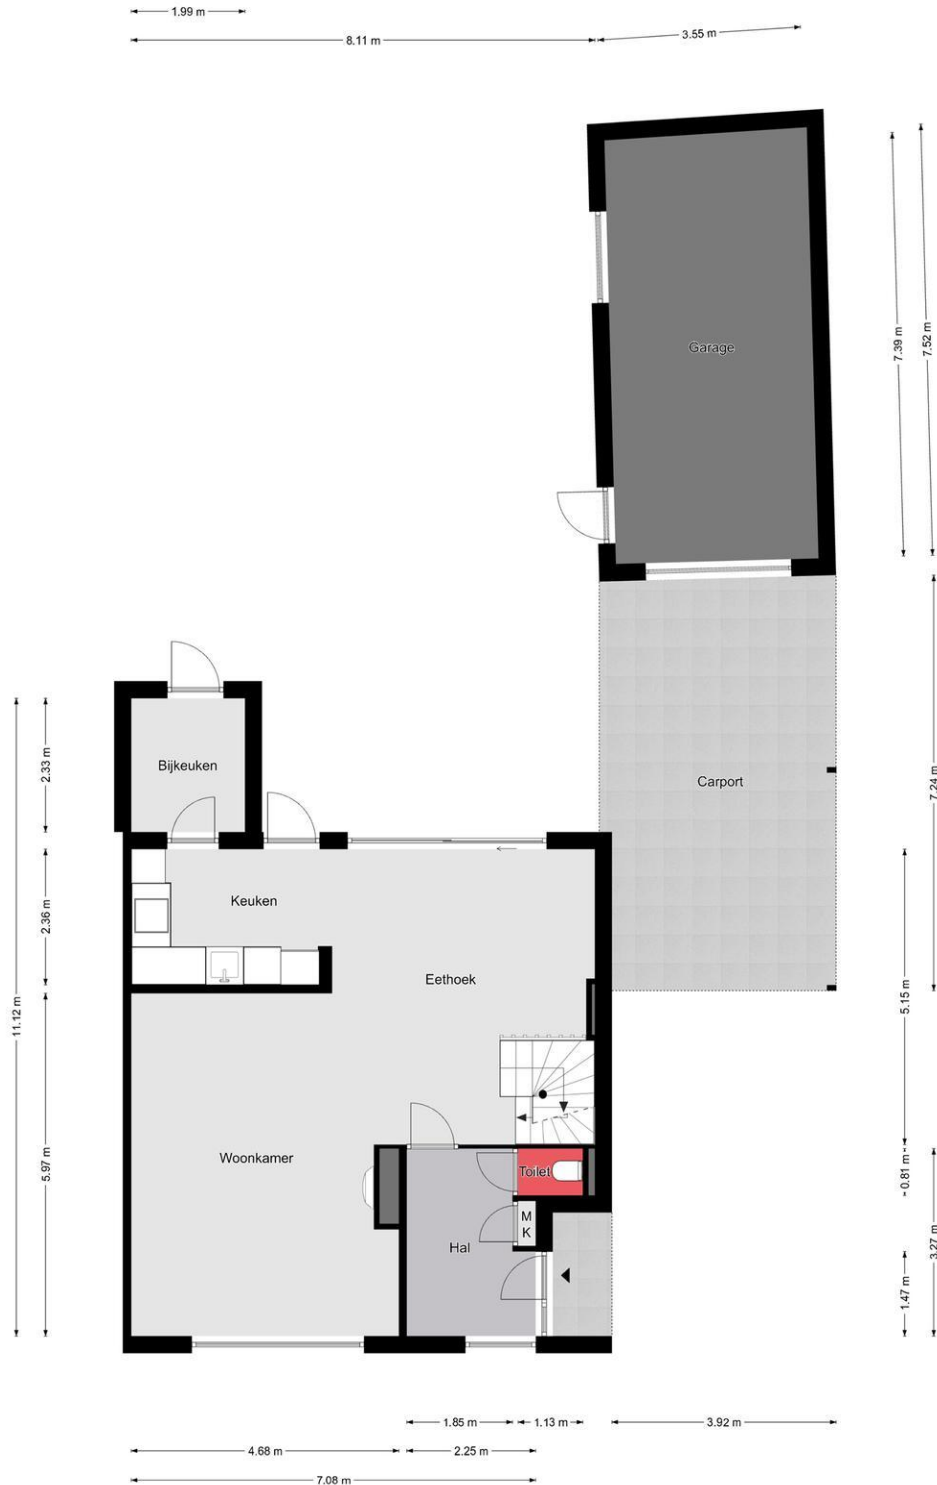 1.99 m
8.11 m
3.55 m
Garage
7.39 m
7.52 m
Bijkeuken
2.33 m
Carport
7.24 m
Keuken
2.36 m
Eethoek
11.12 m
5.15 m
Woonkamer
5.97 m
Toilet
0.81 m
M
K
Hal
3.27 m
1.47 m
1.85 m
1.13 m
3.92 m
4.68 m
2.25 m
7.08 m